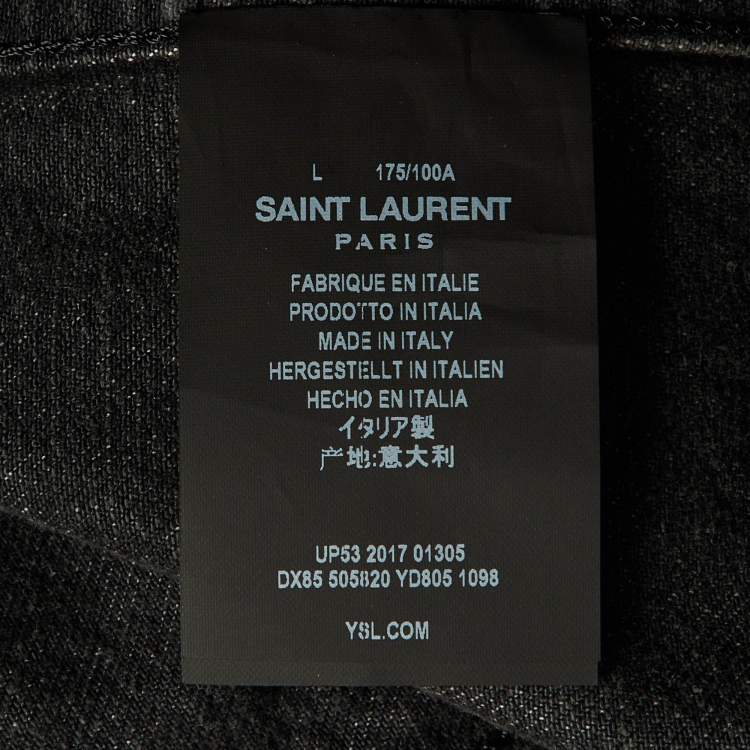 L 175/100A
SAINT LAURENT
PARIS
FABRIQUE EN ITALIE
PRODOTTO IN ITALIA
MADE IN ITALY
HERGESTELLT IN ITALIEN
HECHO EN ITALIA
イタリア製
产地:意大利
UP53 2017 01305
DX85 505820 YD805 1098
YSL.COM